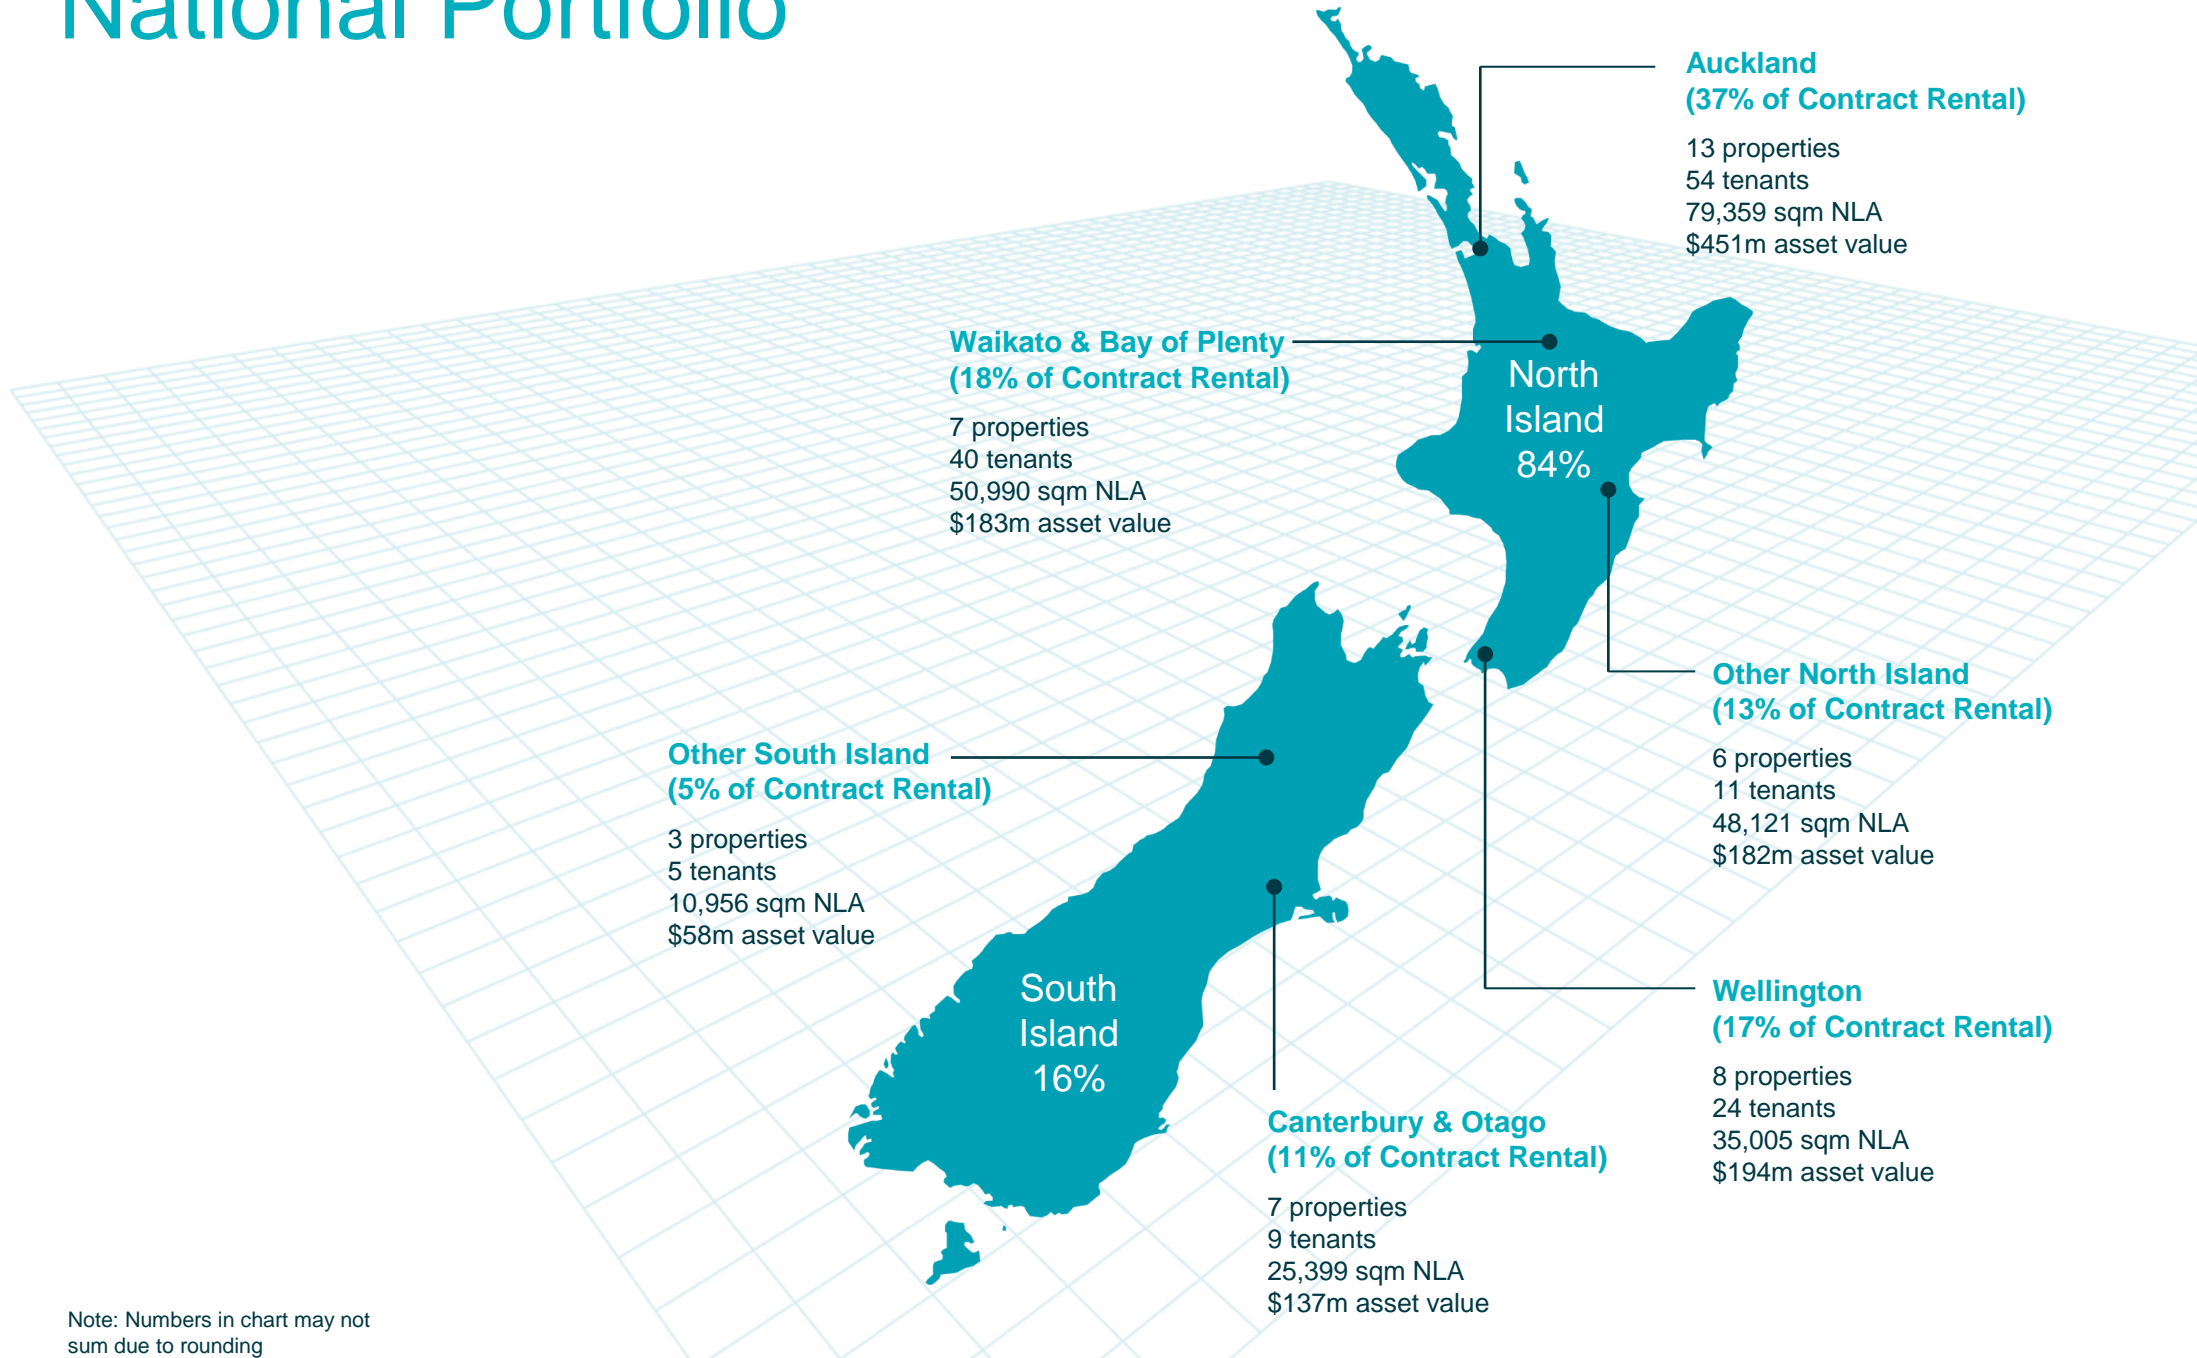 National Portfolio
Auckland
(37% of Contract Rental)
13 properties
54 tenants
79,359 sqm NLA
$451m asset value
Waikato & Bay of Plenty
(18% of Contract Rental)
7 properties
40 tenants
50,990 sqm NLA
$183m asset value
North
Island
84%
Other North Island
(13% of Contract Rental)
6 properties
11 tenants
48,121 sqm NLA
$182m asset value
Other South Island
(5% of Contract Rental)
3 properties
5 tenants
10,956 sqm NLA
$58m asset value
South
Island
16%
Wellington
(17% of Contract Rental)
8 properties
24 tenants
35,005 sqm NLA
$194m asset value
Canterbury & Otago
(11% of Contract Rental)
7 properties
9 tenants
25,399 sqm NLA
$137m asset value
Note: Numbers in chart may not
sum due to rounding